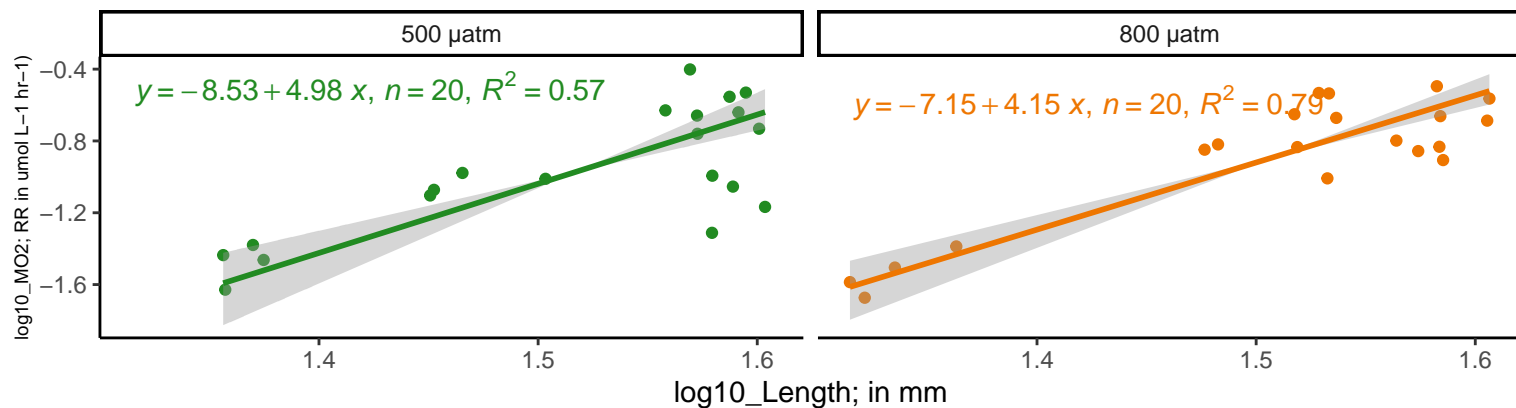 500 µatm
800 µatm
log10_MO2; RR in umol L−1 hr−1)
−0.4
−0.8
−1.2
−1.6
y = −8.53 + 4.98 x, n = 20, R² = 0.57
y = −7.15 + 4.15 x, n = 20, R² = 0.79
1.4
1.5
1.6
1.4
1.5
1.6
log10_Length; in mm